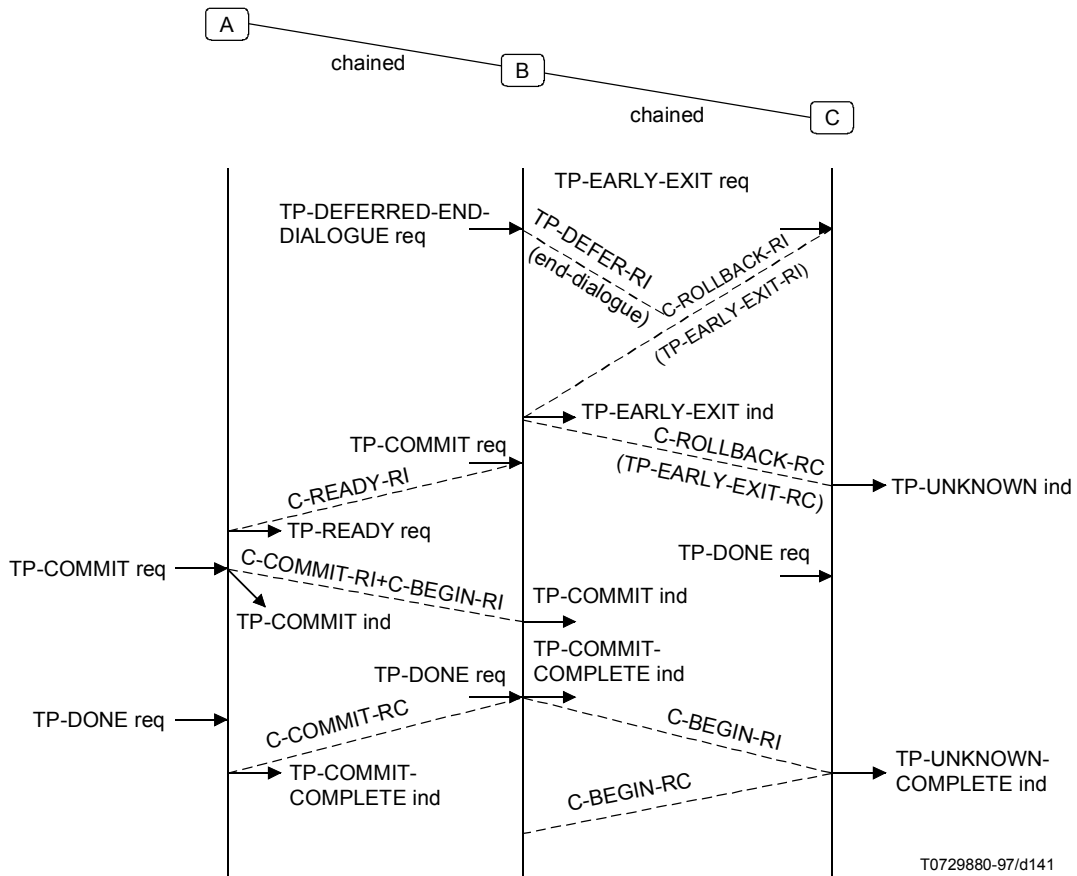 A
chained
B
chained
C
TP-EARLY-EXIT req
TP-DEFERRED-END-
DIALOGUE req
TP-DEFER-RI
(end-dialogue)
C-ROLLBACK-RI
(TP-EARLY-EXIT-RI)
TP-EARLY-EXIT ind
TP-COMMIT req
C-ROLLBACK-RC
(TP-EARLY-EXIT-RC)
C-READY-RI
TP-UNKNOWN ind
TP-READY req
TP-DONE req
TP-COMMIT req
C-COMMIT-RI+C-BEGIN-RI
TP-COMMIT ind
TP-COMMIT ind
TP-COMMIT-
COMPLETE ind
TP-DONE req
TP-DONE req
C-COMMIT-RC
C-BEGIN-RI
TP-COMMIT-
COMPLETE ind
C-BEGIN-RC
TP-UNKNOWN-
COMPLETE ind
T0729880-97/d141